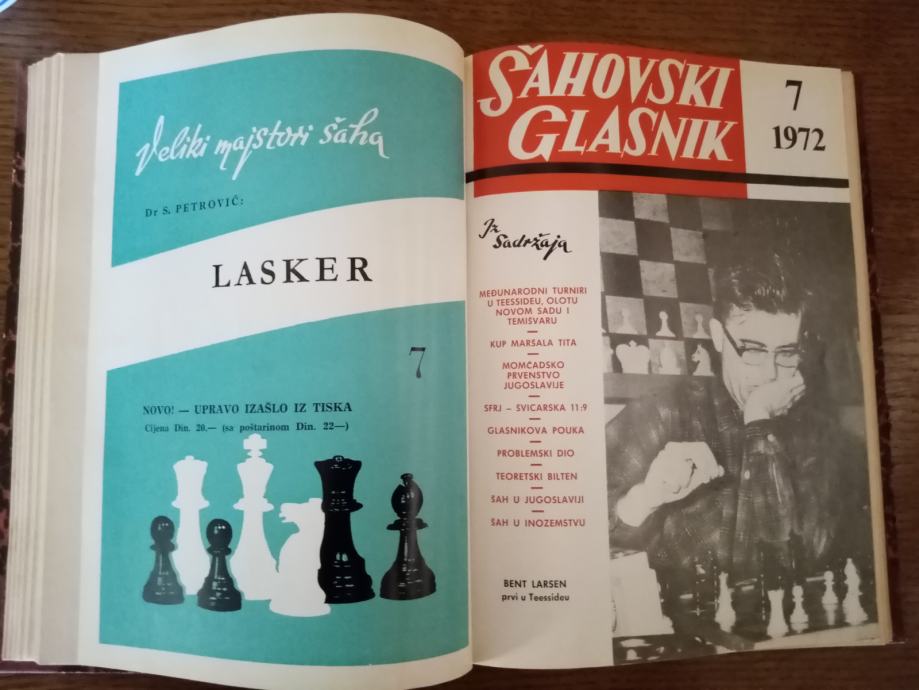 Veliki majstori šaha
Dr S. PETROVIČ:
LASKER
7
NOVO! — UPRAVO IZAŠLO IZ TISKA
Cijena Din. 20.— (sa poštarinom Din. 22—)
ŠAHOVSKI
GLASNIK
7
1972
Iz
Sadržaja
MEĐUNARODNI TURNIRI
U TEESSIDEU, OLOTU
NOVOM SADU I
TEMIŠVARU
KUP MARŠALA TITA
MOMČADSKO
PRVENSTVO
JUGOSLAVIJE
SFRJ – ŠVICARSKA 11:9
GLASNIKOVA POUKA
PROBLEMSKI DIO
TEORETSKI BILTEN
ŠAH U JUGOSLAVIJI
ŠAH U INOZEMSTVU
BENT LARSEN
prvi u Teessideu